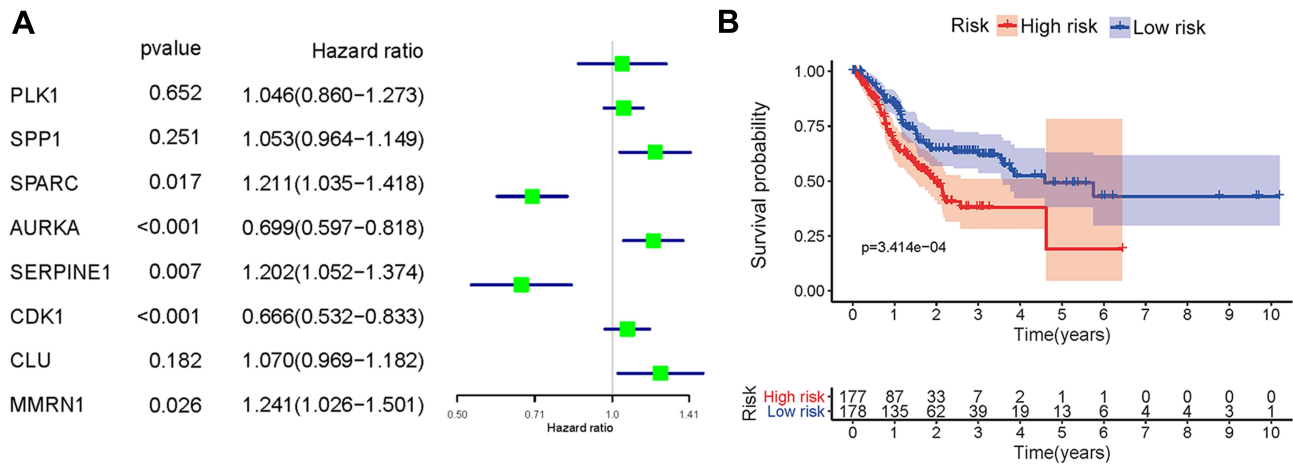 A
pvalue Hazard ratio
PLK1 0.652 1.046(0.860−1.273)
SPP1 0.251 1.053(0.964−1.149)
SPARC 0.017 1.211(1.035−1.418)
AURKA <0.001 0.699(0.597−0.818)
SERPINE1 0.007 1.202(1.052−1.374)
CDK1 <0.001 0.666(0.532−0.833)
CLU 0.182 1.070(0.969−1.182)
MMRN1 0.026 1.241(1.026−1.501)
0.50 0.71 1.0 1.41
Hazard ratio
B
Risk High risk Low risk
Survival probability
1.00
0.75
0.50
0.25
0.00
p=3.414e−04
0 1 2 3 4 5 6 7 8 9 10
Time(years)
Risk
High risk 177 87 33 7 2 1 1 0 0 0 0
Low risk 178 135 62 39 19 13 6 4 4 3 1
0 1 2 3 4 5 6 7 8 9 10
Time(years)